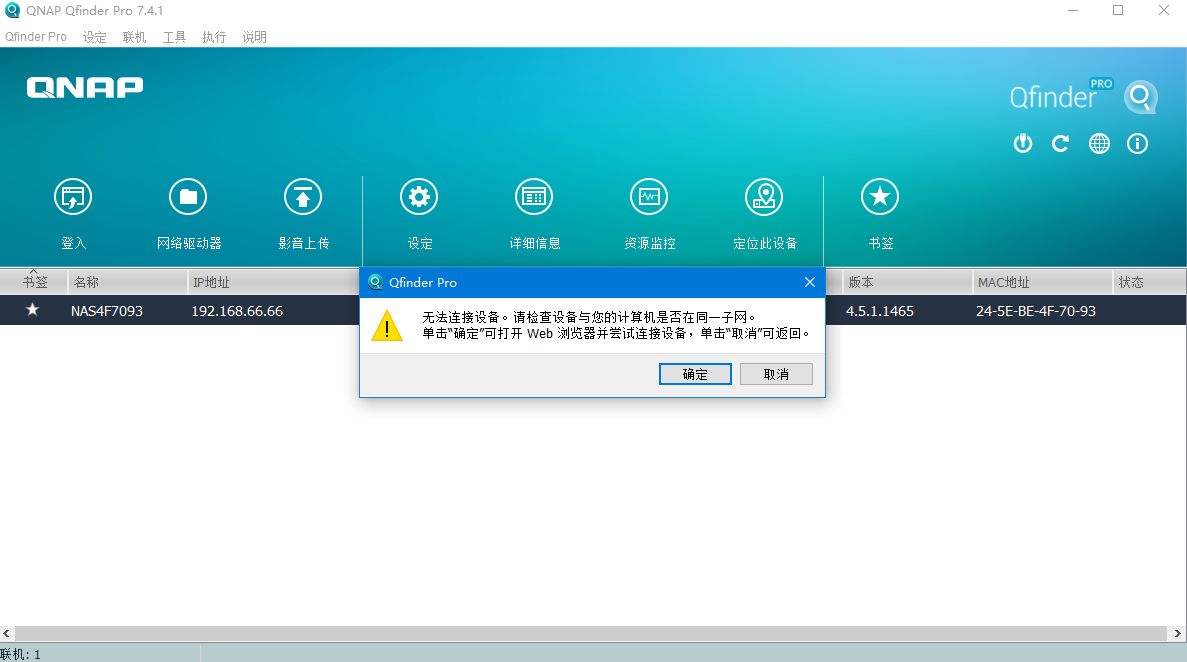 QNAP Qfinder Pro 7.4.1
Qfinder Pro 设定 联机 工具 执行 说明
QNAP
Qfinder PRO
登入 网络驱动器 影音上传 设定 详细信息 资源监控 定位此设备 书签
书签 名称 IP地址 版本 MAC地址 状态
NAS4F7093 192.168.66.66 4.5.1.1465 24-5E-BE-4F-70-93
Qfinder Pro
无法连接设备。请检查设备与您的计算机是否在同一子网。
单击“确定”可打开 Web 浏览器并尝试连接设备，单击“取消”可返回。
确定 取消
联机: 1